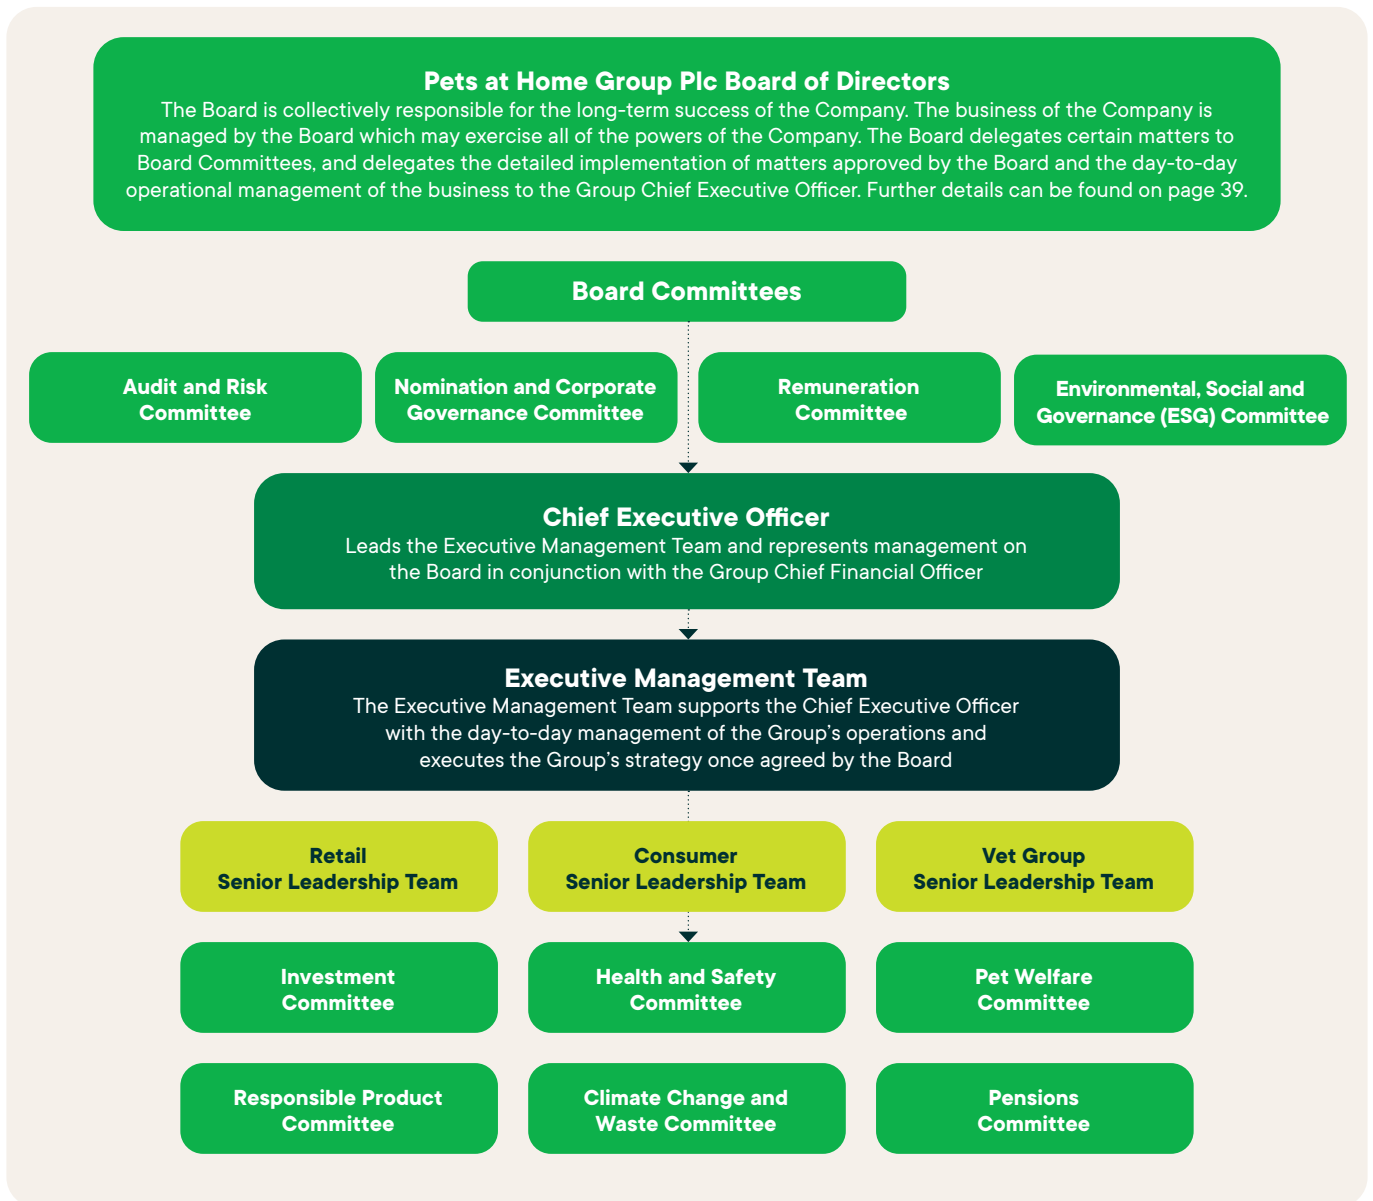 Pets at Home Group Plc Board of Directors
The Board is collectively responsible for the long-term success of the Company. The business of the Company is
managed by the Board which may exercise all of the powers of the Company. The Board delegates certain matters to
Board Committees, and delegates the detailed implementation of matters approved by the Board and the day-to-day
operational management of the business to the Group Chief Executive Officer. Further details can be found on page 39.
Board Committees
Audit and Risk
Committee
Nomination and Corporate
Governance Committee
Remuneration
Committee
Environmental, Social and
Governance (ESG) Committee
Chief Executive Officer
Leads the Executive Management Team and represents management on
the Board in conjunction with the Group Chief Financial Officer
Executive Management Team
The Executive Management Team supports the Chief Executive Officer
with the day-to-day management of the Group’s operations and
executes the Group’s strategy once agreed by the Board
Retail
Senior Leadership Team
Consumer
Senior Leadership Team
Vet Group
Senior Leadership Team
Investment
Committee
Health and Safety
Committee
Pet Welfare
Committee
Responsible Product
Committee
Climate Change and
Waste Committee
Pensions
Committee